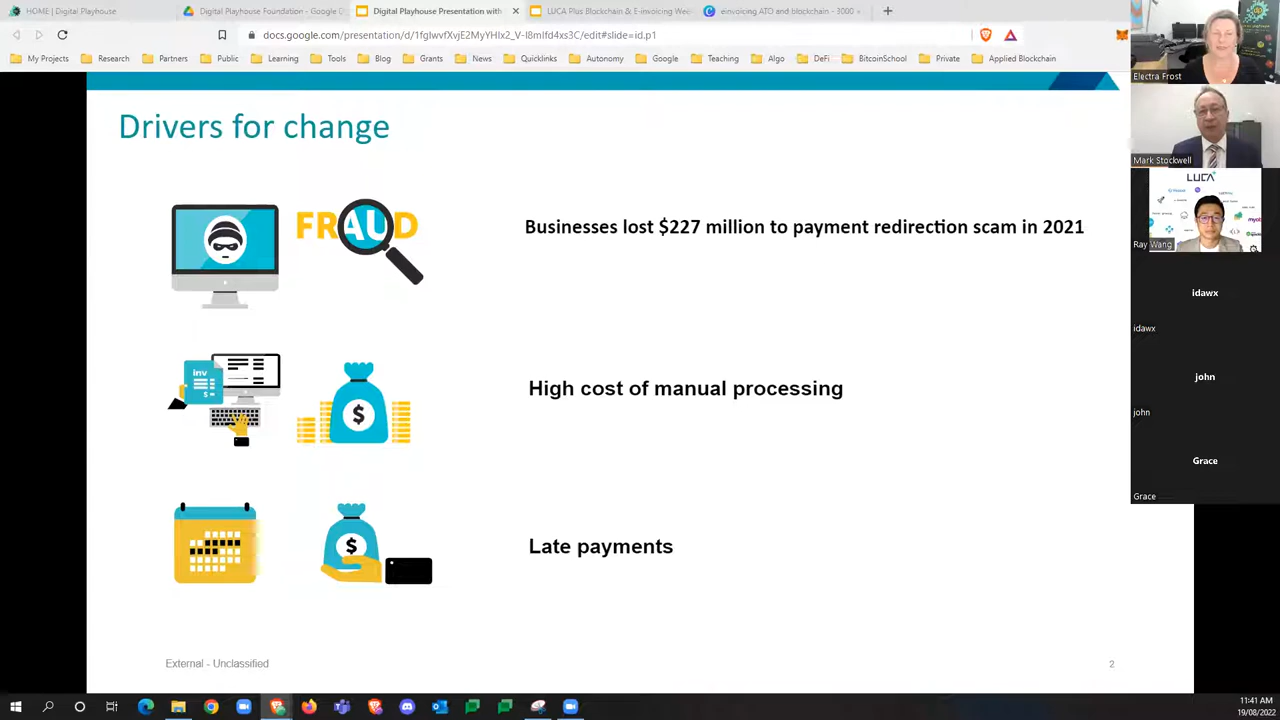 HOME | Digital Playhouse
Digital Playhouse Foundation - Google D
Digital Playhouse Presentation with
LUCA Plus Blockchain & E-invoicing Web
einvoicing ATO and blockchain - 3000 ×
docs.google.com/presentation/d/1fgIwvfXvjE2MyYHIx2_V-I8mIfd4xs3C/edit#slide=id.p1
My Projects
Research
Partners
Public
Learning
Tools
Blog
Grants
News
Quicklinks
Autonomy
Google
Teaching
Algo
DeFi
BitcoinSchool
Private
Applied Blockchain
Electra Frost
Mark Stockwell
LUCA+
Ray Wang
idawx
idawx
john
john
Grace
Grace
Drivers for change
FRAUD
Businesses lost $227 million to payment redirection scam in 2021
inv
$
$
High cost of manual processing
$
Late payments
External - Unclassified
2
11:41 AM
19/08/2022